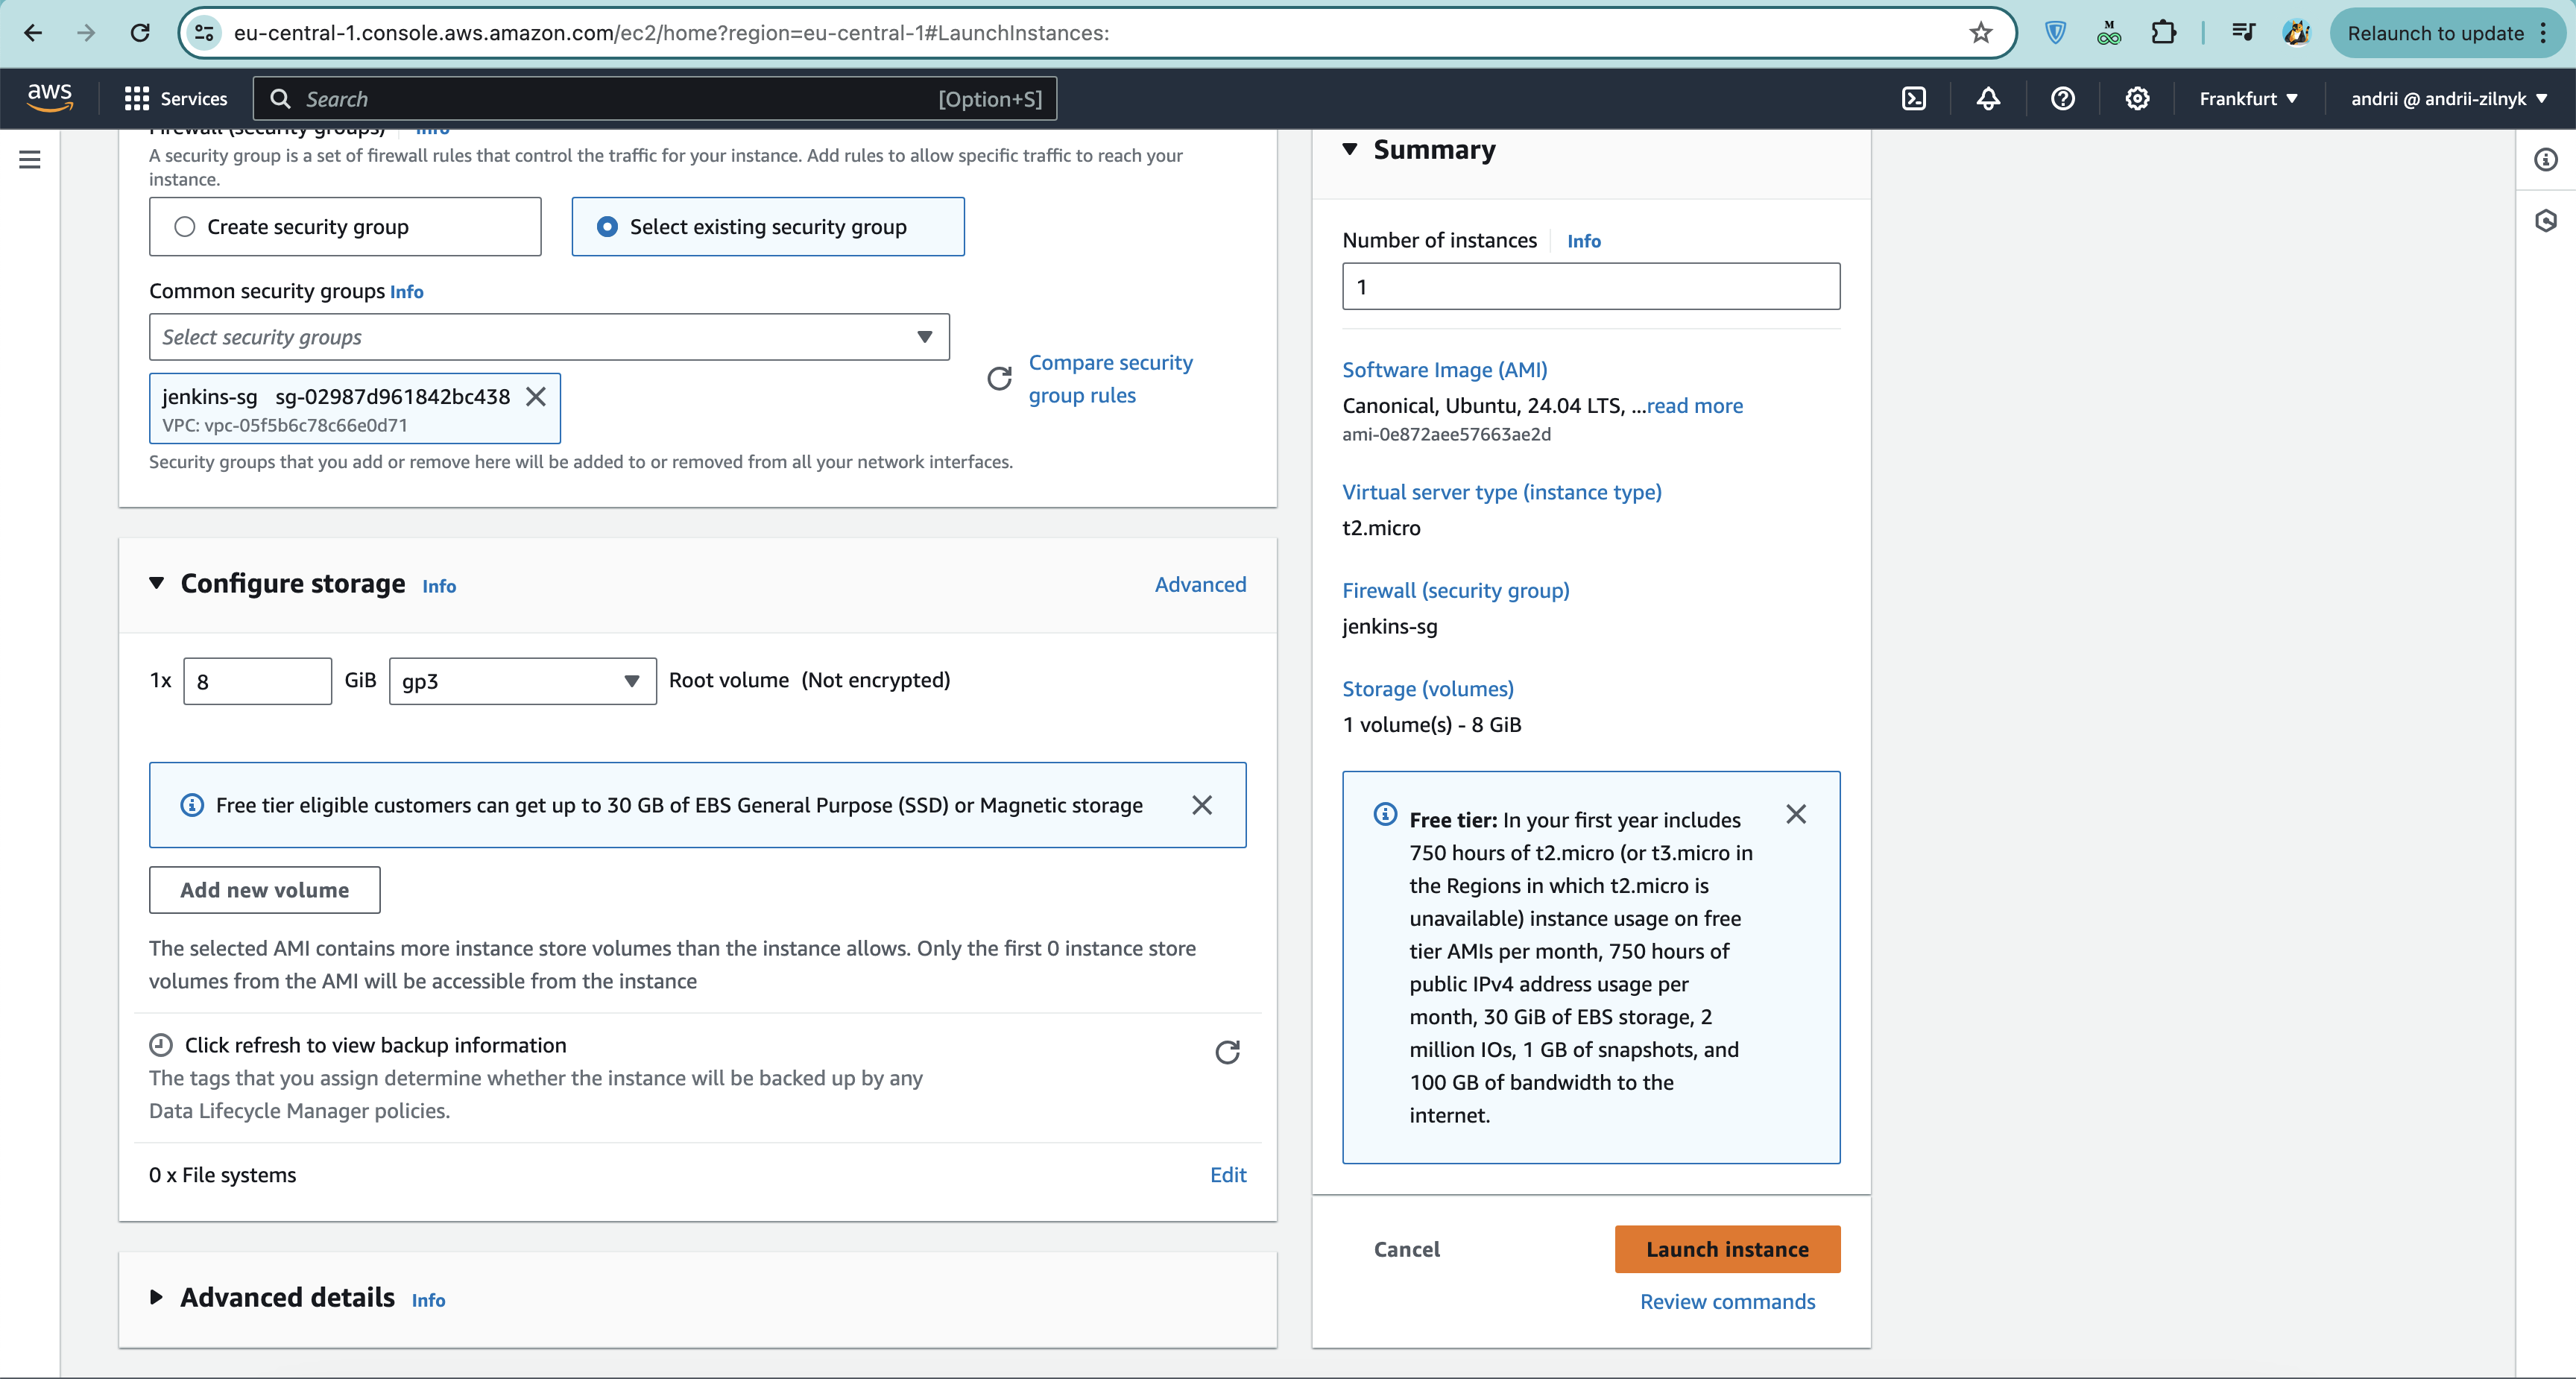 eu-central-1.console.aws.amazon.com/ec2/home?region=eu-central-1#LaunchInstances:
Relaunch to update
aws
Services
Search
[Option+S]
Frankfurt
andrii @ andrii-zilnyk
Firewall (security groups)
Info
A security group is a set of firewall rules that control the traffic for your instance. Add rules to allow specific traffic to reach your
instance.
Create security group
Select existing security group
Common security groups Info
Select security groups
jenkins-sg sg-02987d961842bc438
VPC: vpc-05f5b6c78c66e0d71
Compare security
group rules
Security groups that you add or remove here will be added to or removed from all your network interfaces.
Configure storage Info
Advanced
1x 8 GiB gp3 Root volume (Not encrypted)
Free tier eligible customers can get up to 30 GB of EBS General Purpose (SSD) or Magnetic storage
Add new volume
The selected AMI contains more instance store volumes than the instance allows. Only the first 0 instance store
volumes from the AMI will be accessible from the instance
Click refresh to view backup information
The tags that you assign determine whether the instance will be backed up by any
Data Lifecycle Manager policies.
0 x File systems
Edit
Advanced details Info
Summary
Number of instances Info
1
Software Image (AMI)
Canonical, Ubuntu, 24.04 LTS, ...read more
ami-0e872aee57663ae2d
Virtual server type (instance type)
t2.micro
Firewall (security group)
jenkins-sg
Storage (volumes)
1 volume(s) - 8 GiB
Free tier: In your first year includes
750 hours of t2.micro (or t3.micro in
the Regions in which t2.micro is
unavailable) instance usage on free
tier AMIs per month, 750 hours of
public IPv4 address usage per
month, 30 GiB of EBS storage, 2
million IOs, 1 GB of snapshots, and
100 GB of bandwidth to the
internet.
Cancel
Launch instance
Review commands